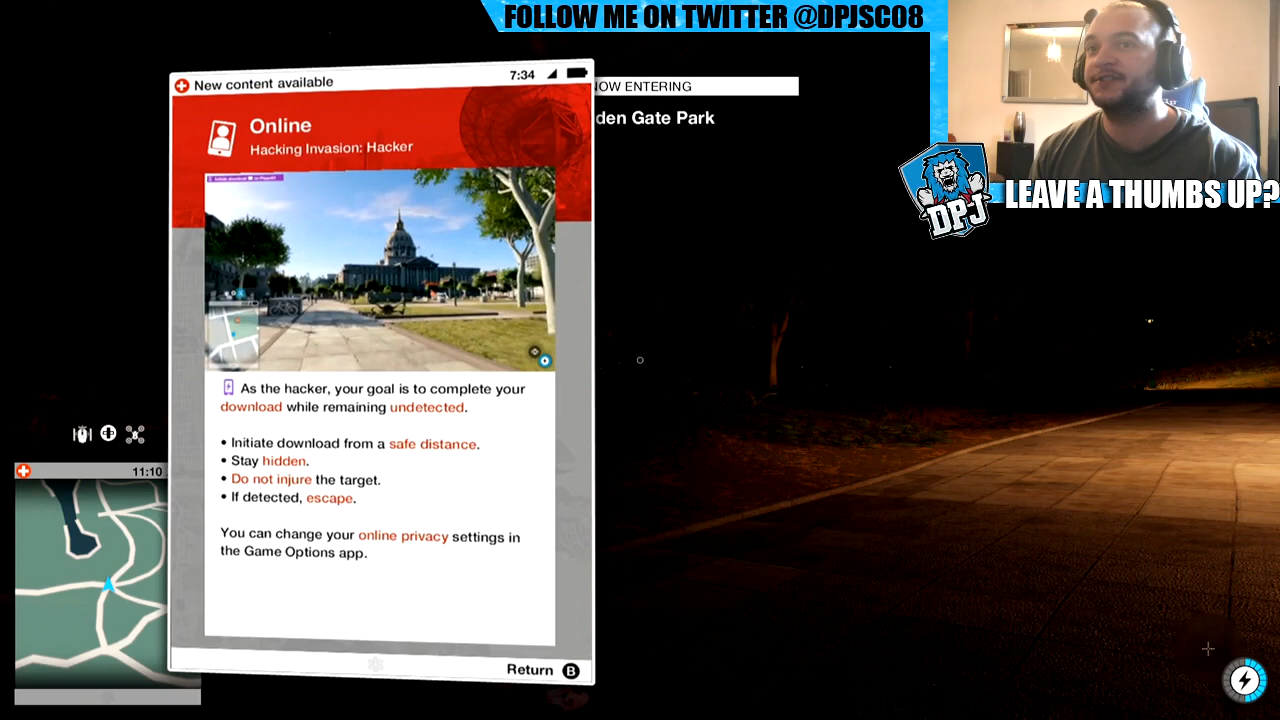 FOLLOW ME ON TWITTER @DPJSC08
New content available
7:34
NOW ENTERING
den Gate Park
Online
Hacking Invasion: Hacker
DPJ
LEAVE A THUMBS UP?
As the hacker, your goal is to complete your
download while remaining undetected.
• Initiate download from a safe distance.
• Stay hidden.
• Do not injure the target.
• If detected, escape.
You can change your online privacy settings in
the Game Options app.
11:10
Return B